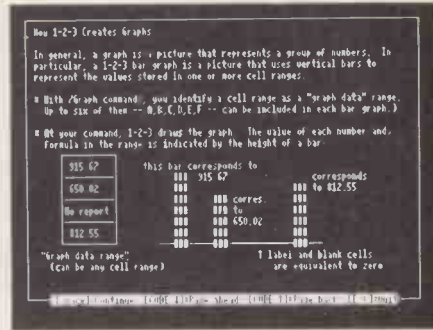 How 1-2-3 Creates Graphs
In general, a graph is a picture that represents a group of numbers. In
particular, a 1-2-3 bar graph is a picture that uses vertical bars to
represent the values stored in one or more cell ranges.
■ With /Graph command, you identify a cell range as a "graph data" range.
Up to six of then -- A,B,C,D,E,F -- can be included in each bar graph.)
■ At your command, 1-2-3 draws the graph. The value of each number and
Formula in the range is indicated by the height of a bar.
915 67
650.02
No report
812 55
this bar corresponds to
915 67
corres.
to
650.02
corresponds
to 812.55
"Graph data range"
(can be any cell range)
↑ label and blank cells
are equivalent to zero